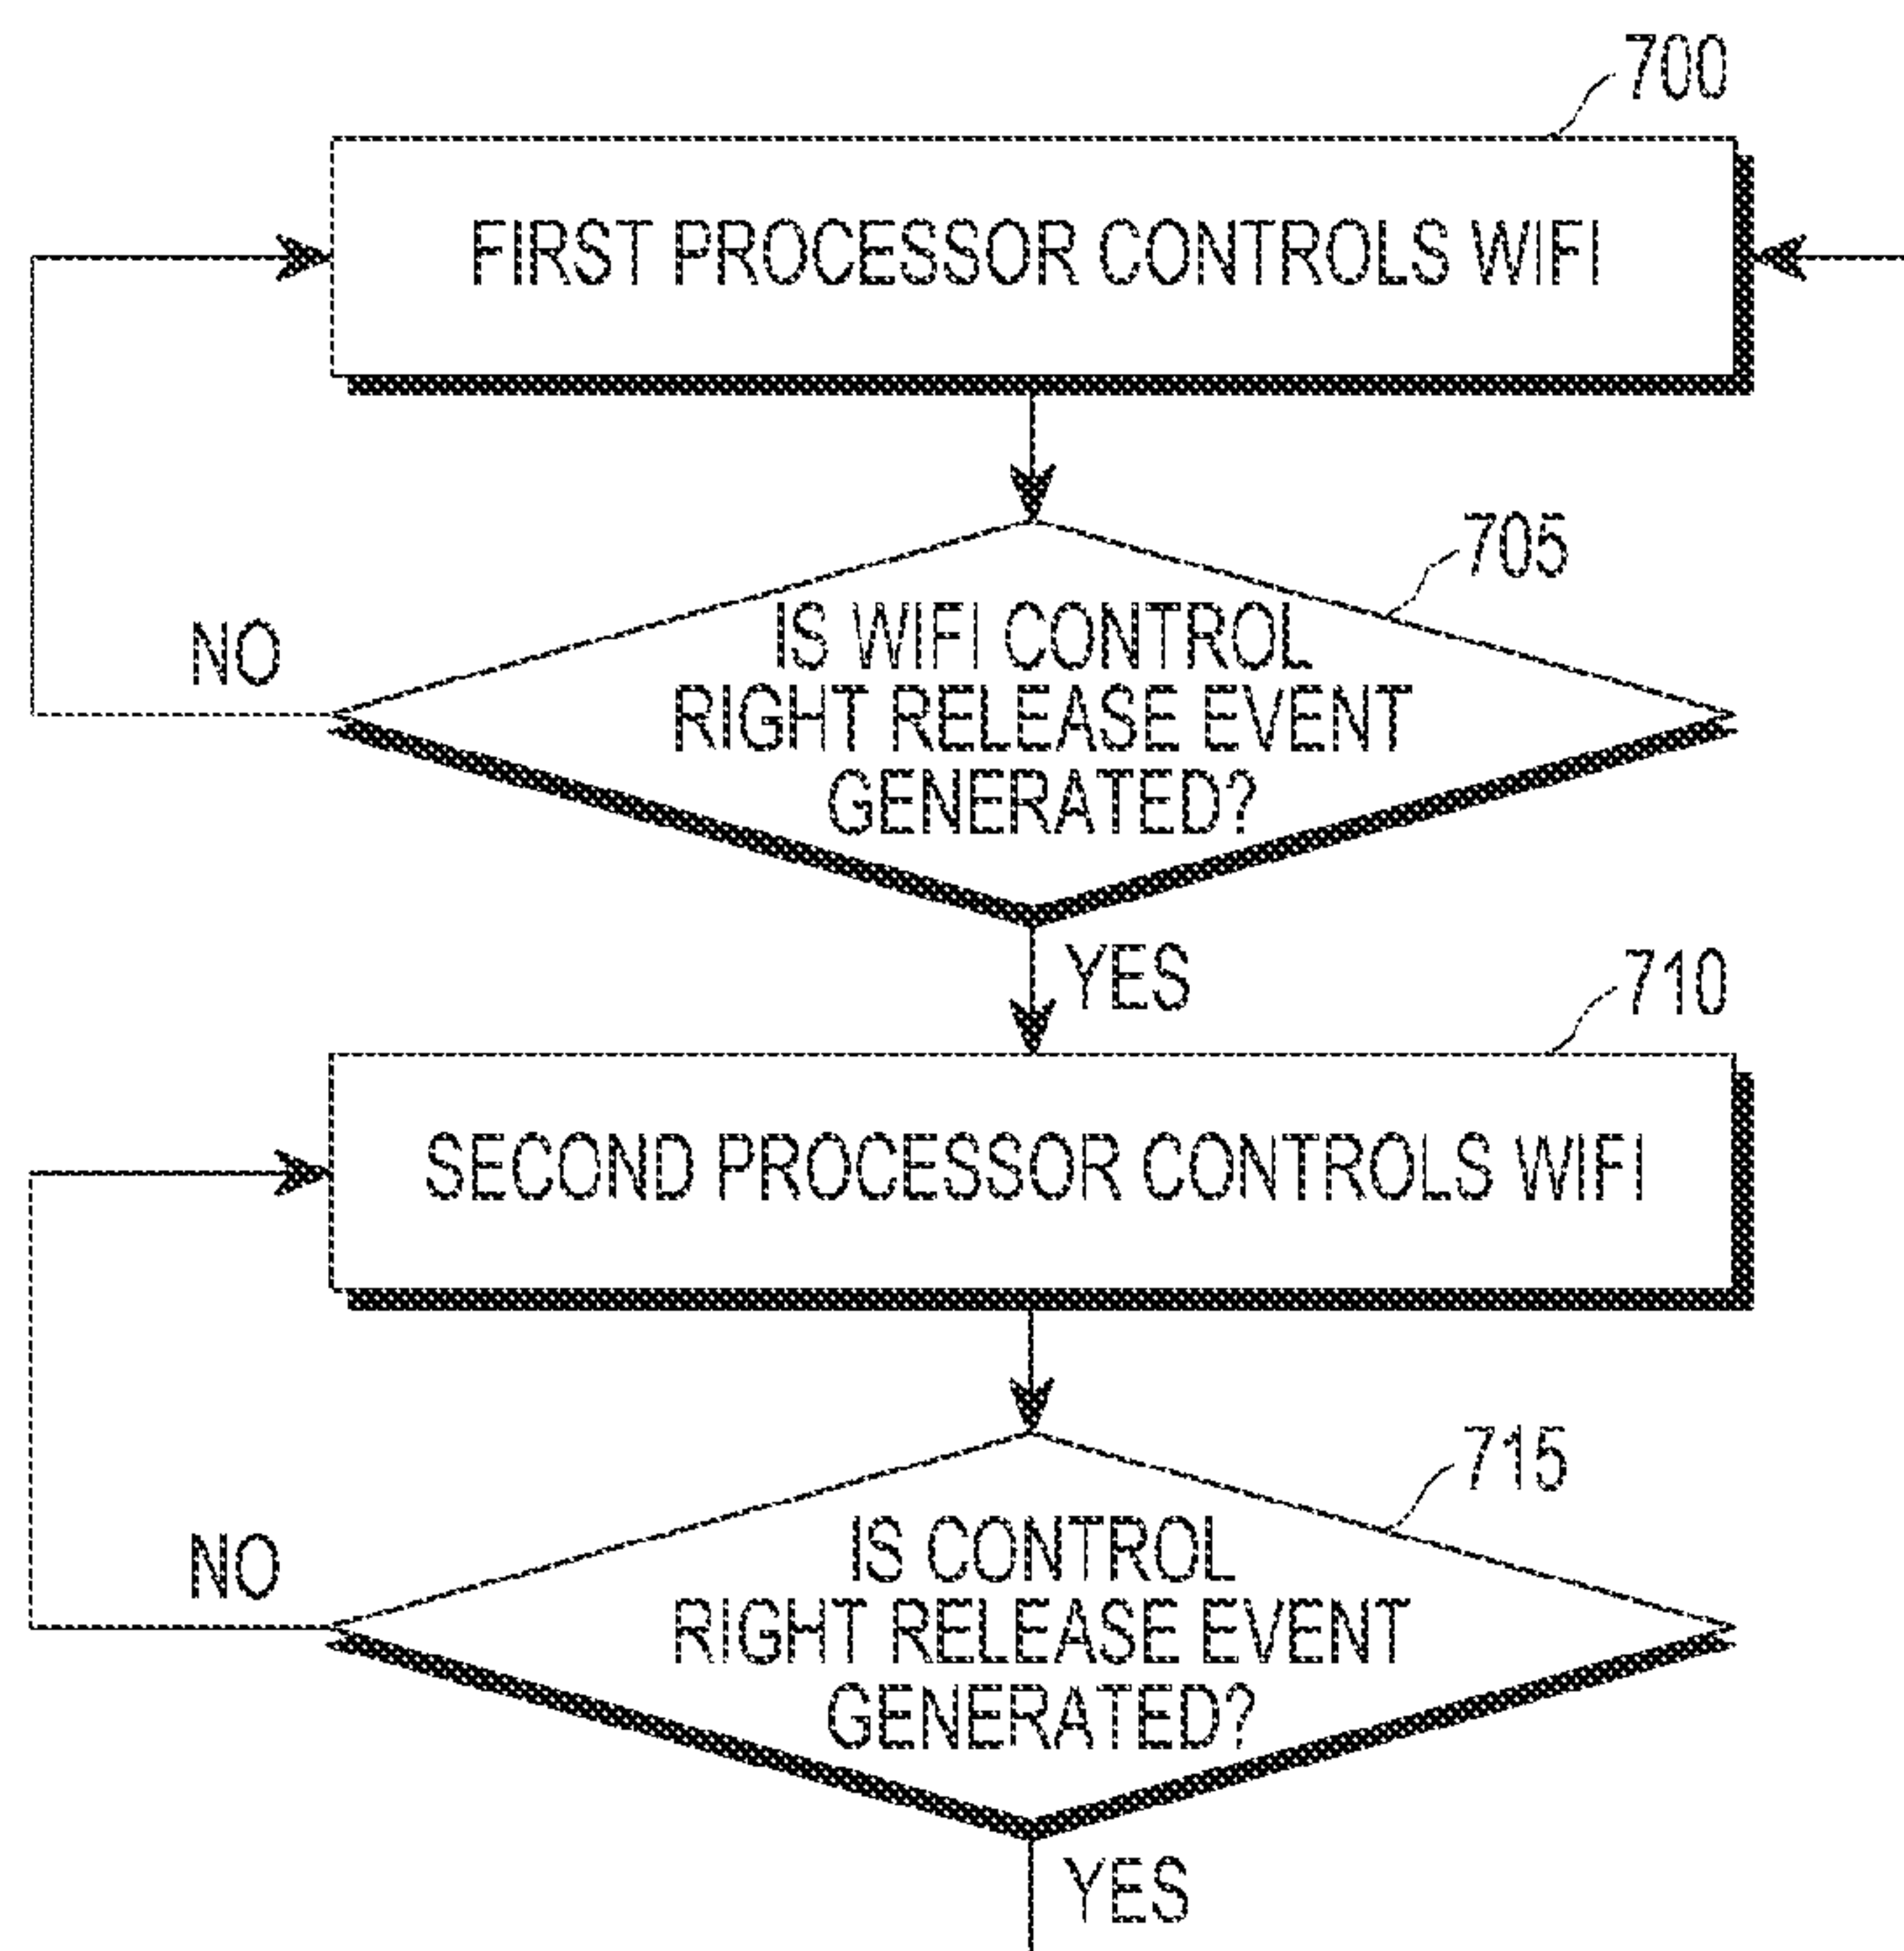 700
FIRST PROCESSOR CONTROLS WIFI
705
IS WIFI CONTROL
RIGHT RELEASE EVENT
GENERATED?
NO
YES
710
SECOND PROCESSOR CONTROLS WIFI
715
IS CONTROL
RIGHT RELEASE EVENT
GENERATED?
NO
YES